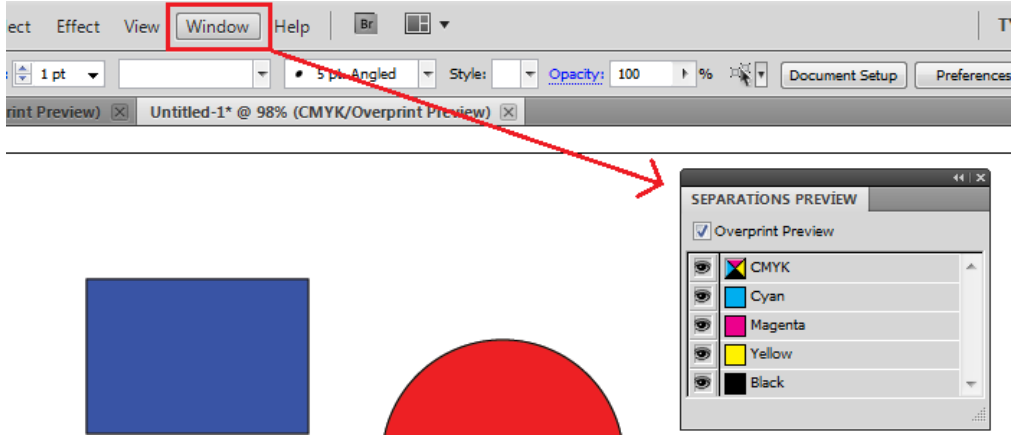 ect Effect View Window Help Br
1 pt 5 pt. Angled Style: Opacity: 100 % Document Setup Preferences
rint Preview) Untitled-1* @ 98% (CMYK/Overprint Preview)
SEPARATİONS PREVİEW
Overprint Preview
CMYK
Cyan
Magenta
Yellow
Black